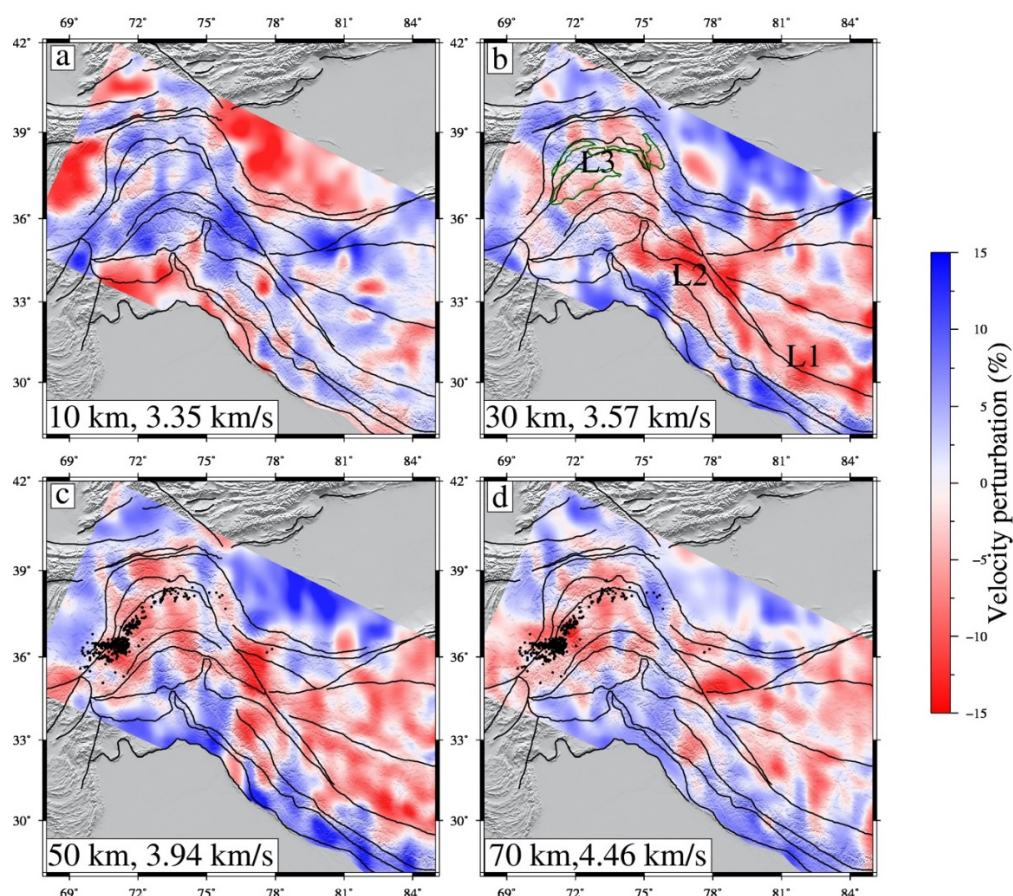 69° 72° 75° 78° 81° 84°
69° 72° 75° 78° 81° 84°
42°
39°
36°
33°
30°
a
10 km, 3.35 km/s
42°
39°
36°
33°
30°
b
L3
L2
L1
30 km, 3.57 km/s
69° 72° 75° 78° 81° 84°
69° 72° 75° 78° 81° 84°
42°
39°
36°
33°
30°
c
50 km, 3.94 km/s
42°
39°
36°
33°
30°
d
70 km,4.46 km/s
69° 72° 75° 78° 81° 84°
69° 72° 75° 78° 81° 84°
15
10
5
0
−5
−10
−15
Velocity perturbation (%)